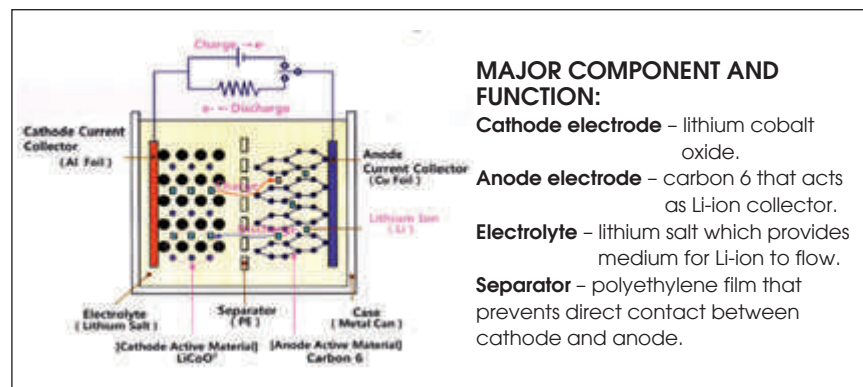 Charge → e-
e- ← Discharge
Cathode Current
Collector
(Al Foil)
Anode
Current Collector
(Cu Foil)
Charge
Lithium Ion
(Li)
Discharge
Electrolyte
(Lithium Salt)
Separator
(PE)
Case
(Metal Can)
[Cathode Active Material]
[Anode Active Material]
Carbon 6
MAJOR COMPONENT AND
FUNCTION:
Cathode electrode – lithium cobalt
oxide.
Anode electrode – carbon 6 that acts
as Li-ion collector.
Electrolyte – lithium salt which provides
medium for Li-ion to flow.
Separator – polyethylene film that
prevents direct contact between
cathode and anode.